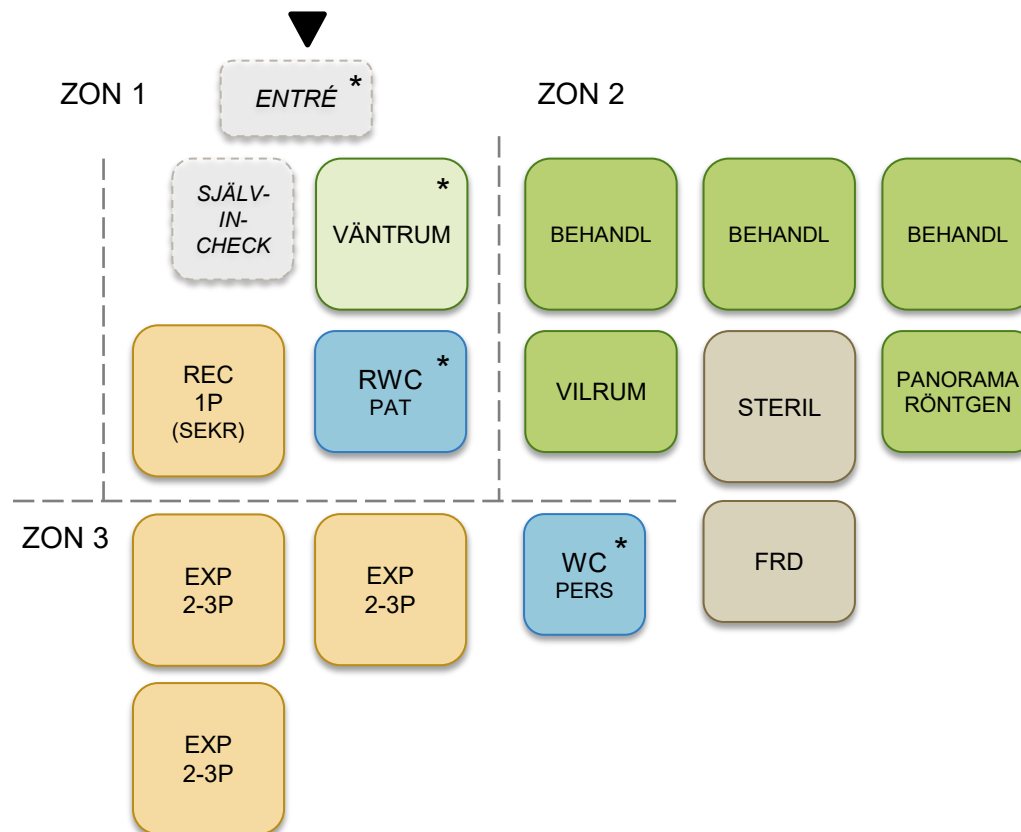 ZON 1
ENTRÉ *
ZON 2
SJÄLV-
IN-
CHECK
*
VÄNTRUM
BEHANDL
BEHANDL
BEHANDL
REC
1P
(SEKR)
RWC *
PAT
VILRUM
STERIL
PANORAMA
RÖNTGEN
ZON 3
EXP
2-3P
EXP
2-3P
WC *
PERS
FRD
EXP
2-3P